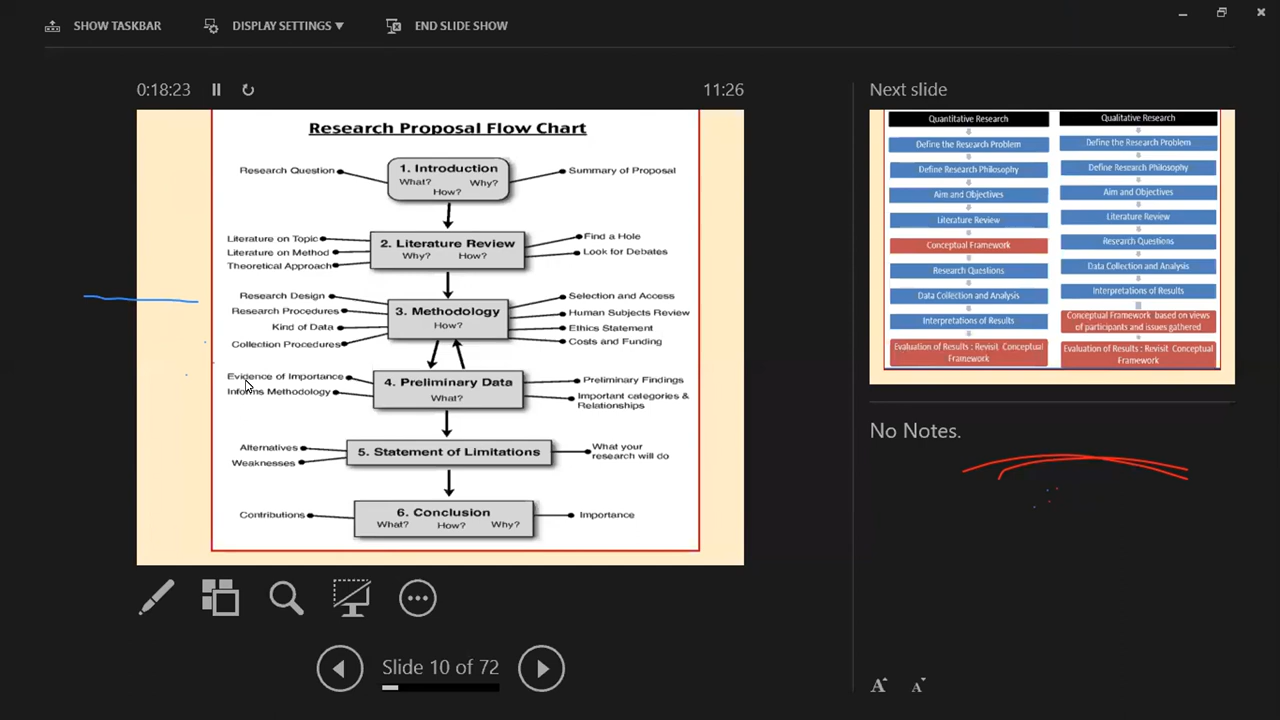 SHOW TASKBAR
DISPLAY SETTINGS
END SLIDE SHOW
0:18:23
11:26
Research Proposal Flow Chart
Research Question
1. Introduction
What? Why?
How?
Summary of Proposal
Literature on Topic
Literature on Method
Theoretical Approach
2. Literature Review
Why? How?
Find a Hole
Look for Debates
Research Design
Research Procedures
Kind of Data
Collection Procedures
3. Methodology
How?
Selection and Access
Human Subjects Review
Ethics Statement
Costs and Funding
Evidence of Importance
Informs Methodology
4. Preliminary Data
What?
Preliminary Findings
Important categories &
Relationships
Alternatives
Weaknesses
5. Statement of Limitations
What your
research will do
Contributions
6. Conclusion
What? How? Why?
Importance
Slide 10 of 72
Next slide
Quantitative Research
Define the Research Problem
Define Research Philosophy
Aim and Objectives
Literature Review
Conceptual Framework
Research Questions
Data Collection and Analysis
Interpretations of Results
Evaluation of Results : Revisit Conceptual
Framework
Qualitative Research
Define the Research Problem
Define Research Philosophy
Aim and Objectives
Literature Review
Research Questions
Data Collection and Analysis
Interpretations of Results
Conceptual Framework based on views
of participants and issues gathered
Evaluation of Results : Revisit Conceptual
Framework
No Notes.
A A